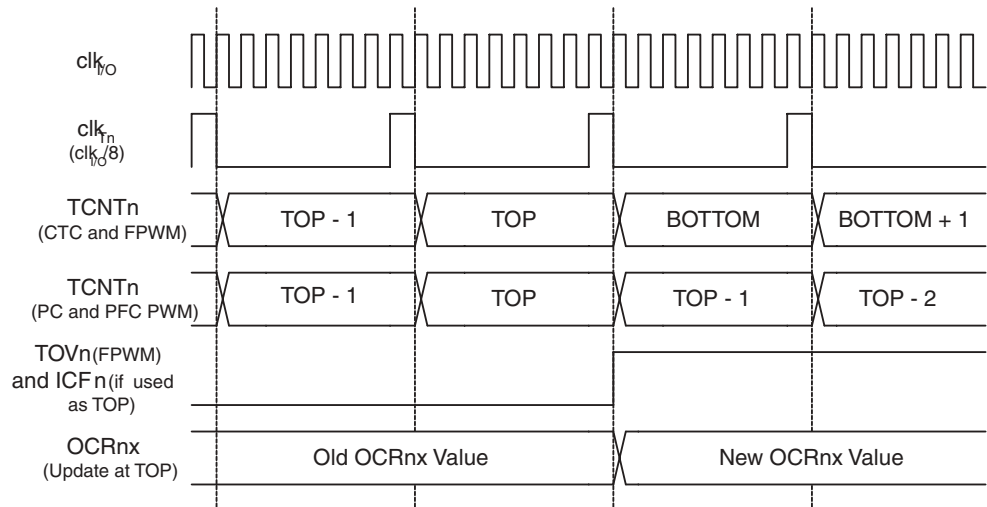 clkI/O
clkTn
(clkI/O/8)
TCNTn
(CTC and FPWM)
TOP - 1
TOP
BOTTOM
BOTTOM + 1
TCNTn
(PC and PFC PWM)
TOP - 1
TOP
TOP - 1
TOP - 2
TOVn (FPWM)
and ICFn (if used
as TOP)
OCRnx
(Update at TOP)
Old OCRnx Value
New OCRnx Value